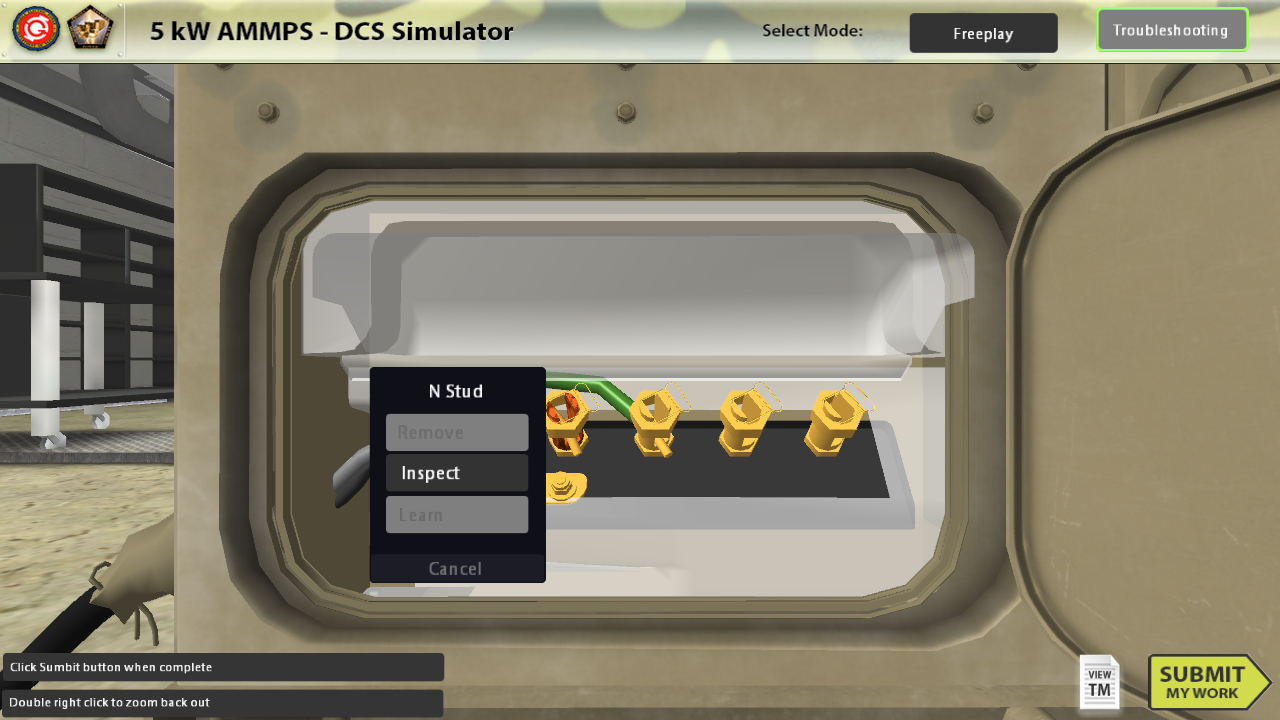 5 kW AMMPS - DCS Simulator
Select Mode:
Freeplay
Troubleshooting
N Stud
Remove
Inspect
Learn
Cancel
Click Sumbit button when complete
Double right click to zoom back out
VIEW
TM
SUBMIT
MY WORK